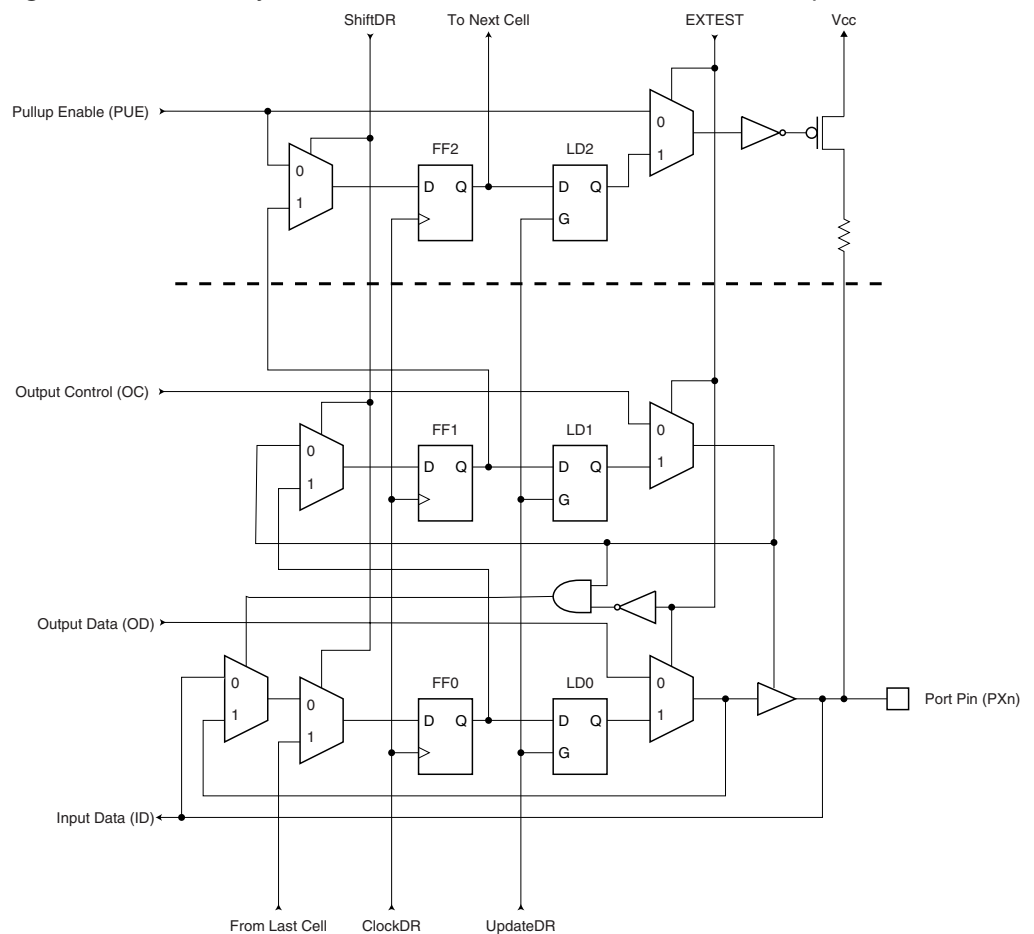 ShiftDR To Next Cell EXTEST Vcc
Pullup Enable (PUE)
0
1
FF2
D Q
LD2
D Q
G
0
1
Output Control (OC)
0
1
FF1
D Q
LD1
D Q
G
0
1
Output Data (OD)
0
1
0
1
FF0
D Q
LD0
D Q
G
0
1
Port Pin (PXn)
Input Data (ID)
From Last Cell ClockDR UpdateDR